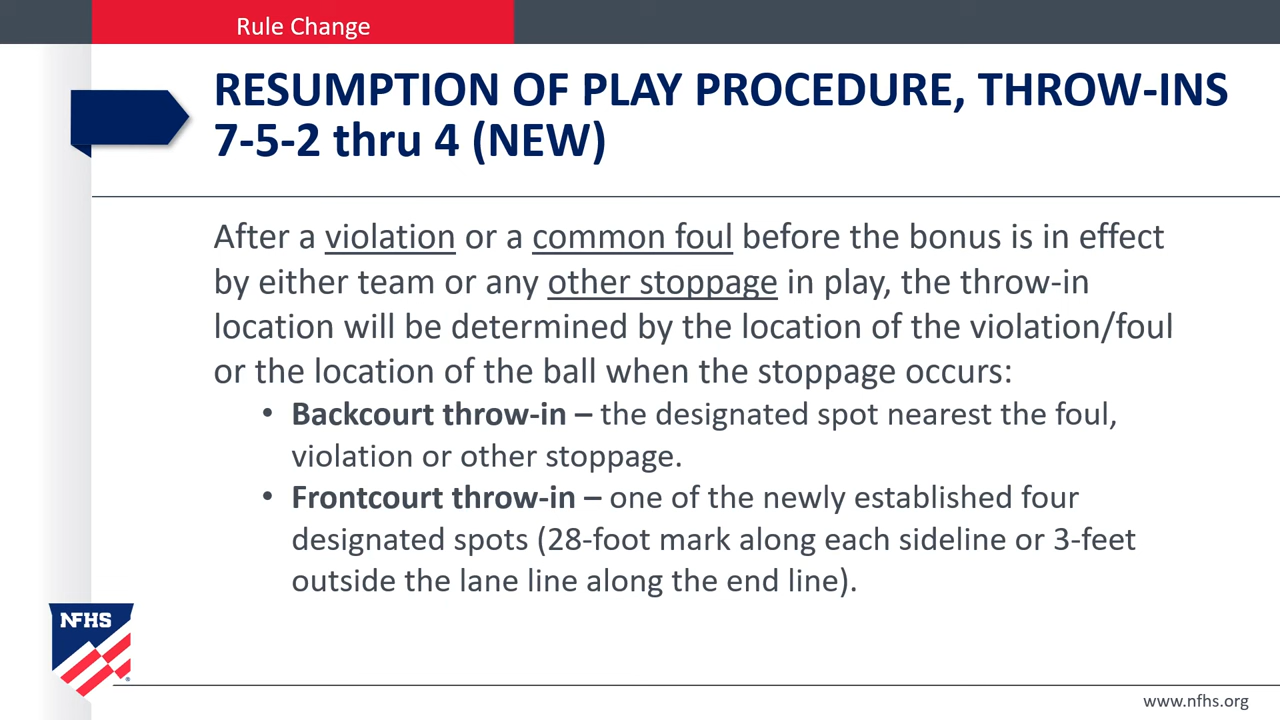 Rule Change
RESUMPTION OF PLAY PROCEDURE, THROW-INS
7-5-2 thru 4 (NEW)
After a violation or a common foul before the bonus is in effect
by either team or any other stoppage in play, the throw-in
location will be determined by the location of the violation/foul
or the location of the ball when the stoppage occurs:
• Backcourt throw-in – the designated spot nearest the foul,
violation or other stoppage.
• Frontcourt throw-in – one of the newly established four
designated spots (28-foot mark along each sideline or 3-feet
outside the lane line along the end line).
NFHS
®
www.nfhs.org